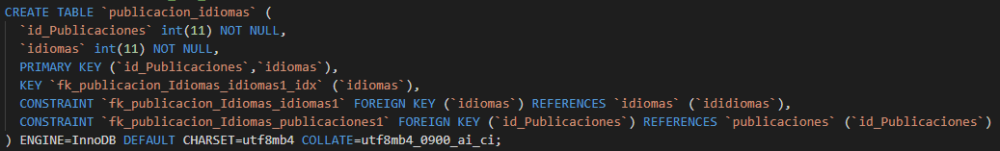 CREATE TABLE `publicacion_idiomas` (
  `id_Publicaciones` int(11) NOT NULL,
  `idiomas` int(11) NOT NULL,
  PRIMARY KEY (`id_Publicaciones`,`idiomas`),
  KEY `fk_publicacion_Idiomas_idiomas1_idx` (`idiomas`),
  CONSTRAINT `fk_publicacion_Idiomas_idiomas1` FOREIGN KEY (`idiomas`) REFERENCES `idiomas` (`ididiomas`),
  CONSTRAINT `fk_publicacion_Idiomas_publicaciones1` FOREIGN KEY (`id_Publicaciones`) REFERENCES `publicaciones` (`id_Publicaciones`)
) ENGINE=InnoDB DEFAULT CHARSET=utf8mb4 COLLATE=utf8mb4_0900_ai_ci;